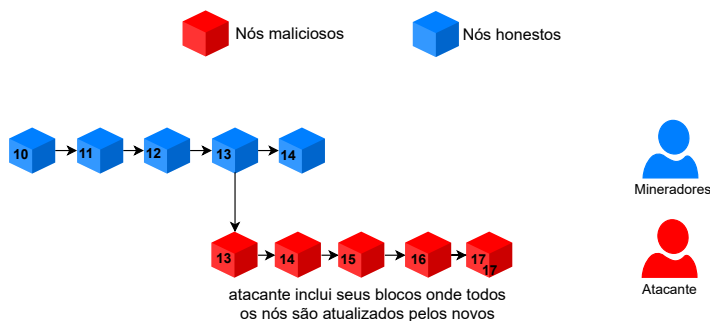 Nós maliciosos
Nós honestos
10
11
12
13
14
Mineradores
13
14
15
16
17
17
Atacante
atacante inclui seus blocos onde todos
os nós são atualizados pelos novos